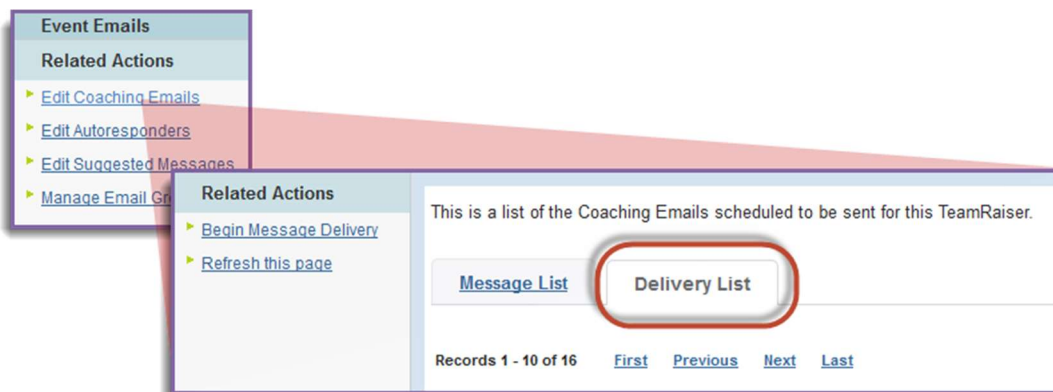 Event Emails
Related Actions
Edit Coaching Emails
Edit Autoresponders
Edit Suggested Messages
Manage Email
Related Actions
Begin Message Delivery
Refresh this page
This is a list of the Coaching Emails scheduled to be sent for this TeamRaiser.
Message List Delivery List
Records 1 - 10 of 16 First Previous Next Last